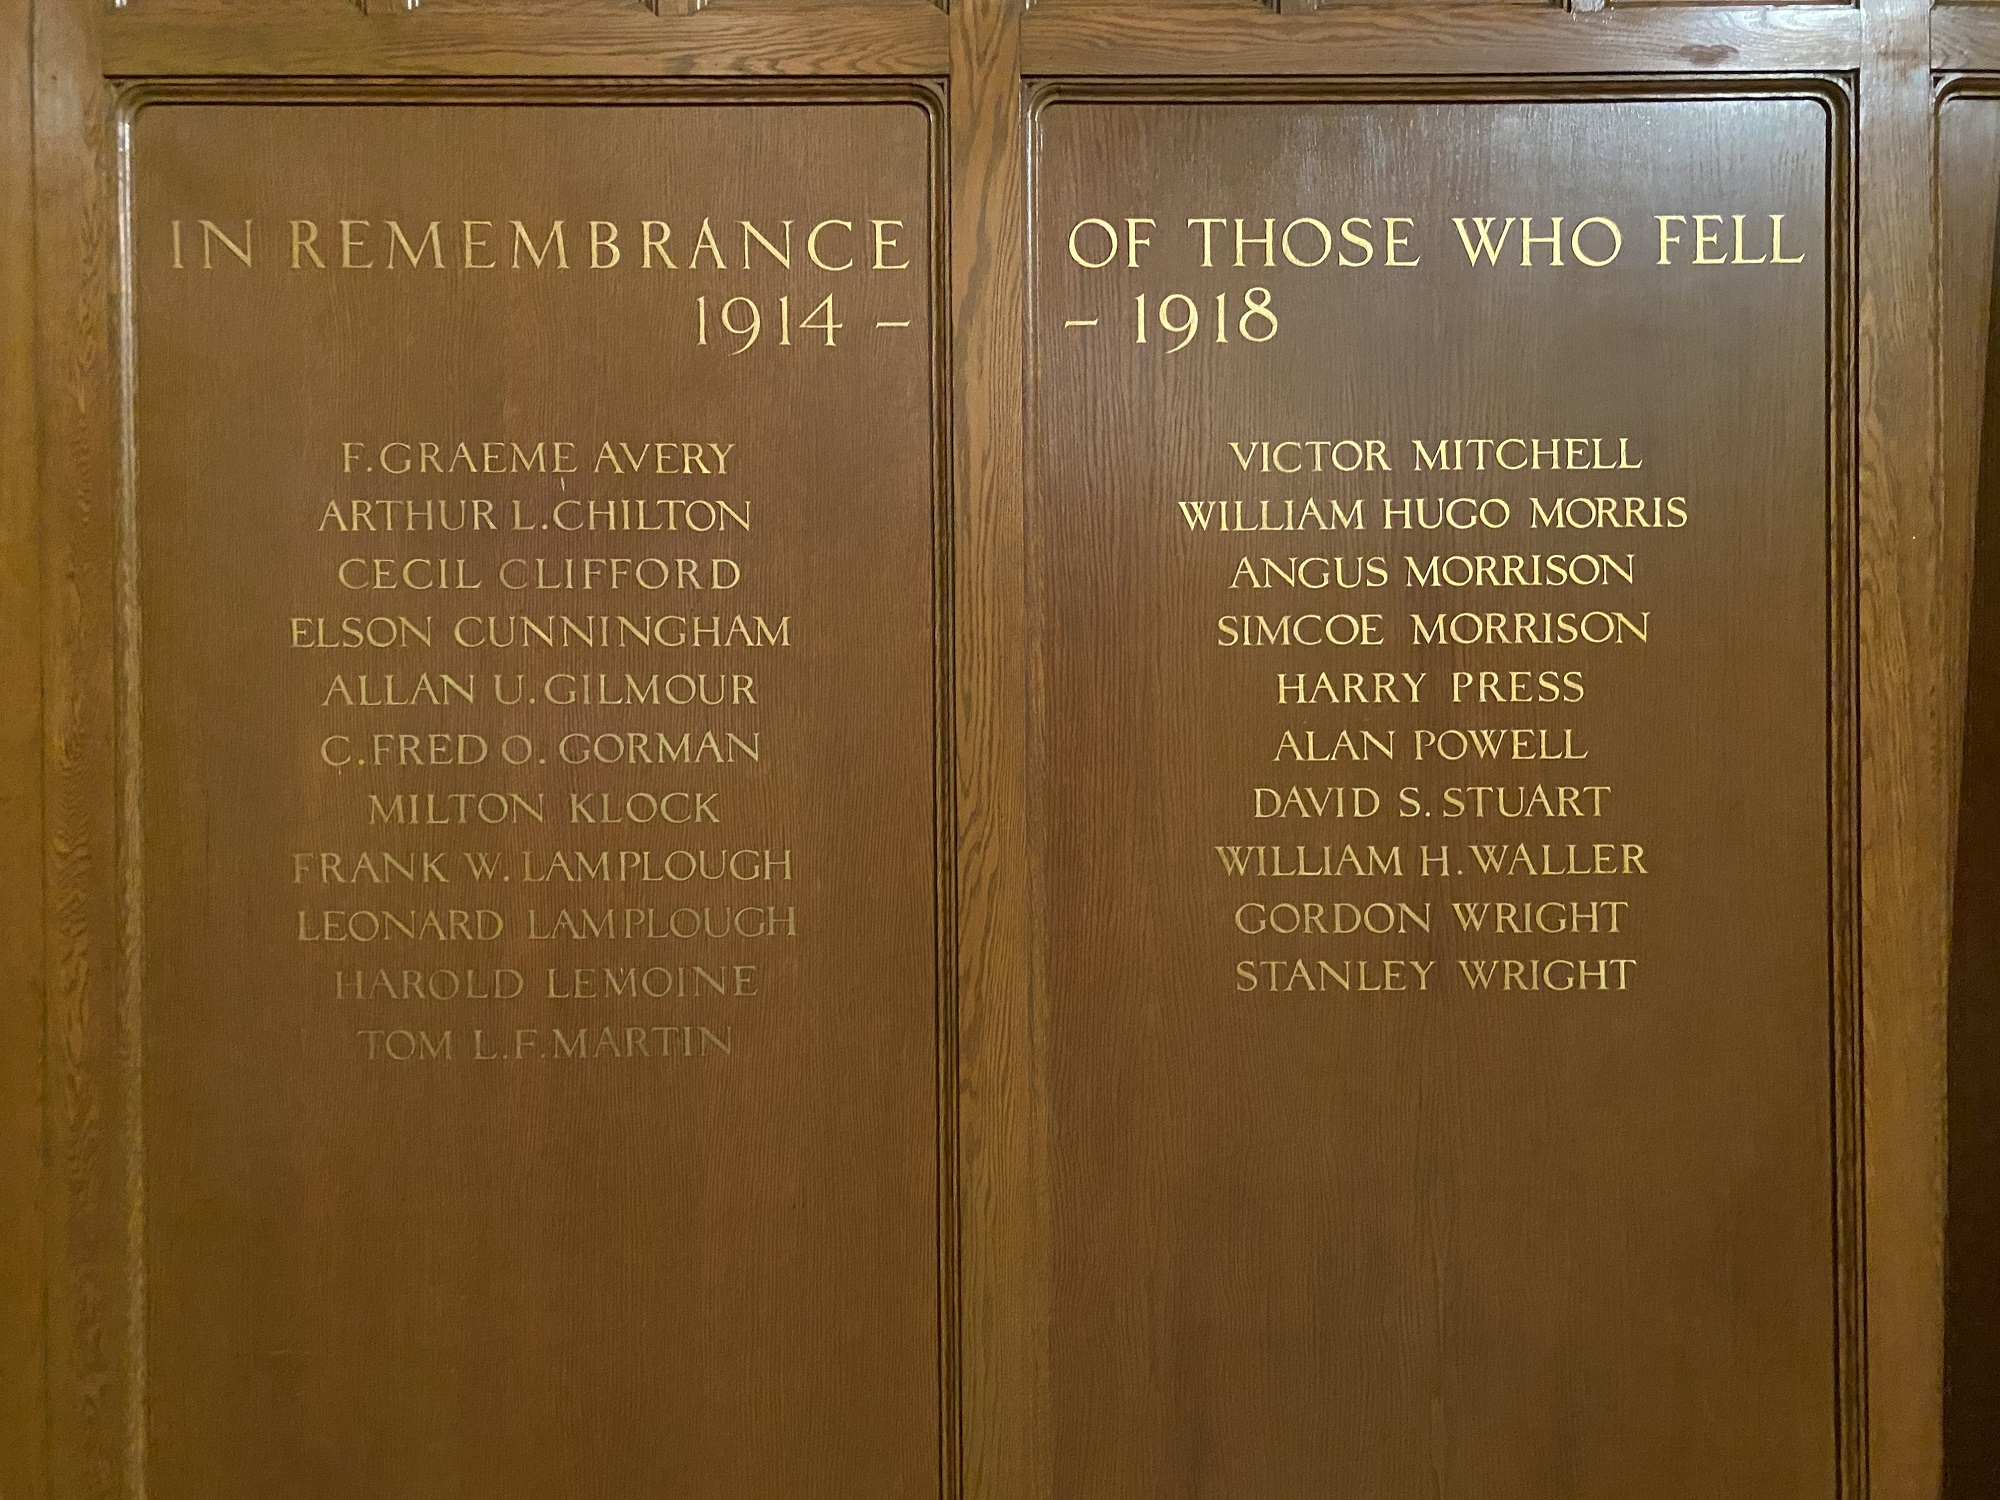 IN REMEMBRANCE
1914 –
F. GRAEME AVERY
ARTHUR L. CHILTON
CECIL CLIFFORD
ELSON CUNNINGHAM
ALLAN U. GILMOUR
C. FRED O. GORMAN
MILTON KLOCK
FRANK W. LAMPLOUGH
LEONARD LAMPLOUGH
HAROLD LEMOINE
TOM L. F. MARTIN
OF THOSE WHO FELL
– 1918
VICTOR MITCHELL
WILLIAM HUGO MORRIS
ANGUS MORRISON
SIMCOE MORRISON
HARRY PRESS
ALAN POWELL
DAVID S. STUART
WILLIAM H. WALLER
GORDON WRIGHT
STANLEY WRIGHT